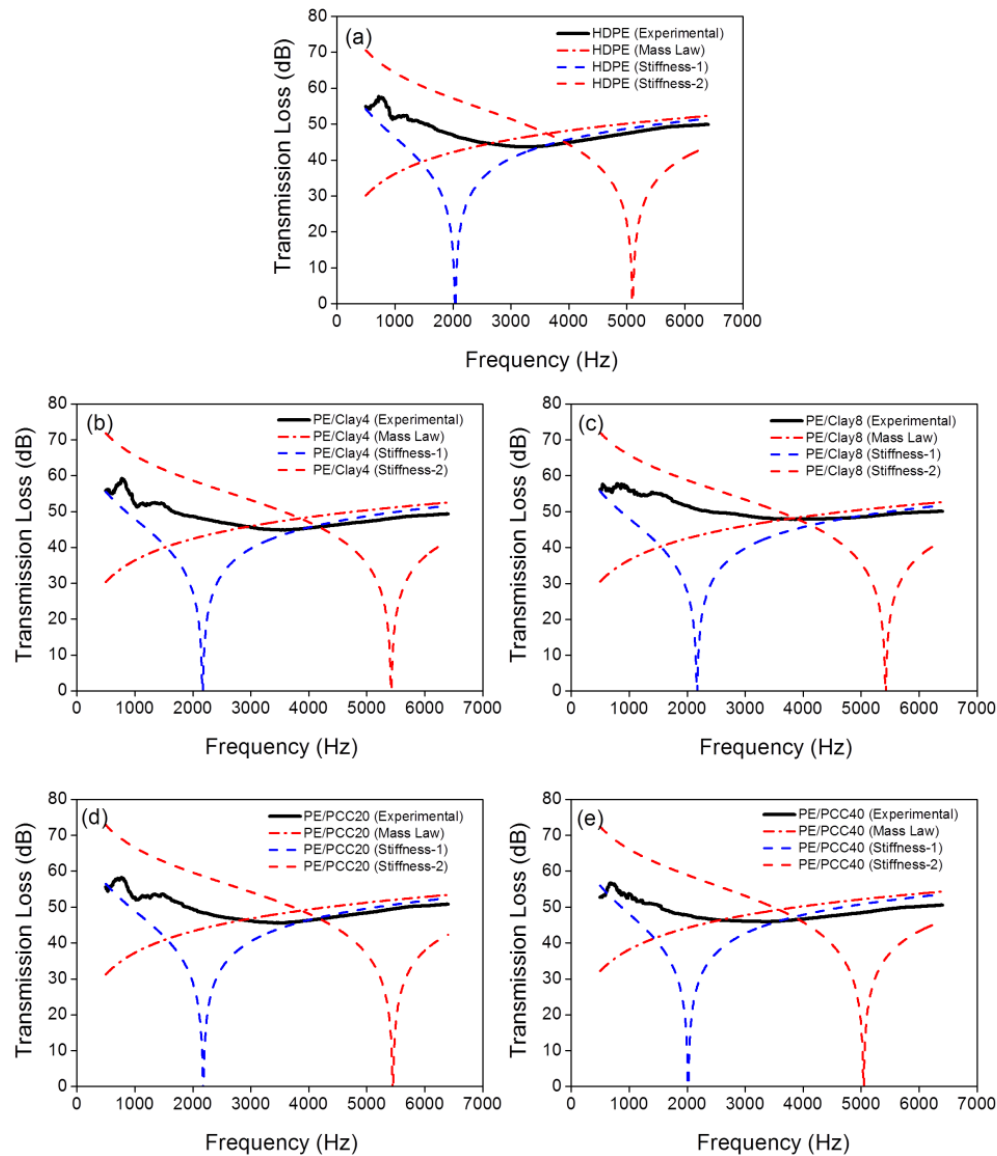 (a)
HDPE (Experimental)
HDPE (Mass Law)
HDPE (Stiffness-1)
HDPE (Stiffness-2)
Transmission Loss (dB)
80
70
60
50
40
30
20
10
0
0 1000 2000 3000 4000 5000 6000 7000
Frequency (Hz)
(b)
PE/Clay4 (Experimental)
PE/Clay4 (Mass Law)
PE/Clay4 (Stiffness-1)
PE/Clay4 (Stiffness-2)
Transmission Loss (dB)
80
70
60
50
40
30
20
10
0
0 1000 2000 3000 4000 5000 6000 7000
Frequency (Hz)
(c)
PE/Clay8 (Experimental)
PE/Clay8 (Mass Law)
PE/Clay8 (Stiffness-1)
PE/Clay8 (Stiffness-2)
Transmission Loss (dB)
80
70
60
50
40
30
20
10
0
0 1000 2000 3000 4000 5000 6000 7000
Frequency (Hz)
(d)
PE/PCC20 (Experimental)
PE/PCC20 (Mass Law)
PE/PCC20 (Stiffness-1)
PE/PCC20 (Stiffness-2)
Transmission Loss (dB)
80
70
60
50
40
30
20
10
0
0 1000 2000 3000 4000 5000 6000 7000
Frequency (Hz)
(e)
PE/PCC40 (Experimental)
PE/PCC40 (Mass Law)
PE/PCC40 (Stiffness-1)
PE/PCC40 (Stiffness-2)
Transmission Loss (dB)
80
70
60
50
40
30
20
10
0
0 1000 2000 3000 4000 5000 6000 7000
Frequency (Hz)